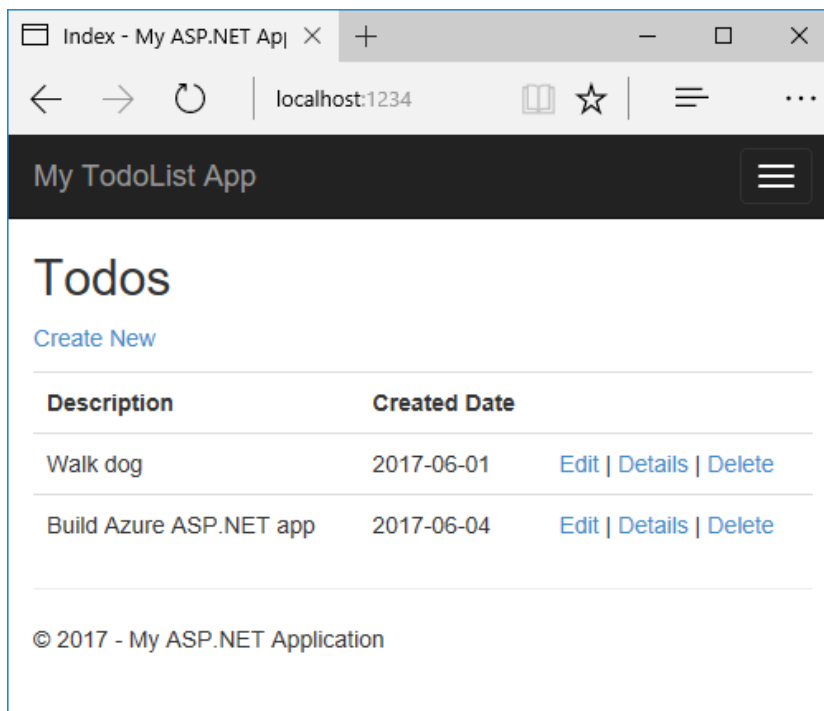 Index - My ASP.NET Ap
localhost:1234
My TodoList App
Todos
Create New
Description Created Date
Walk dog 2017-06-01 Edit | Details | Delete
Build Azure ASP.NET app 2017-06-04 Edit | Details | Delete
© 2017 - My ASP.NET Application